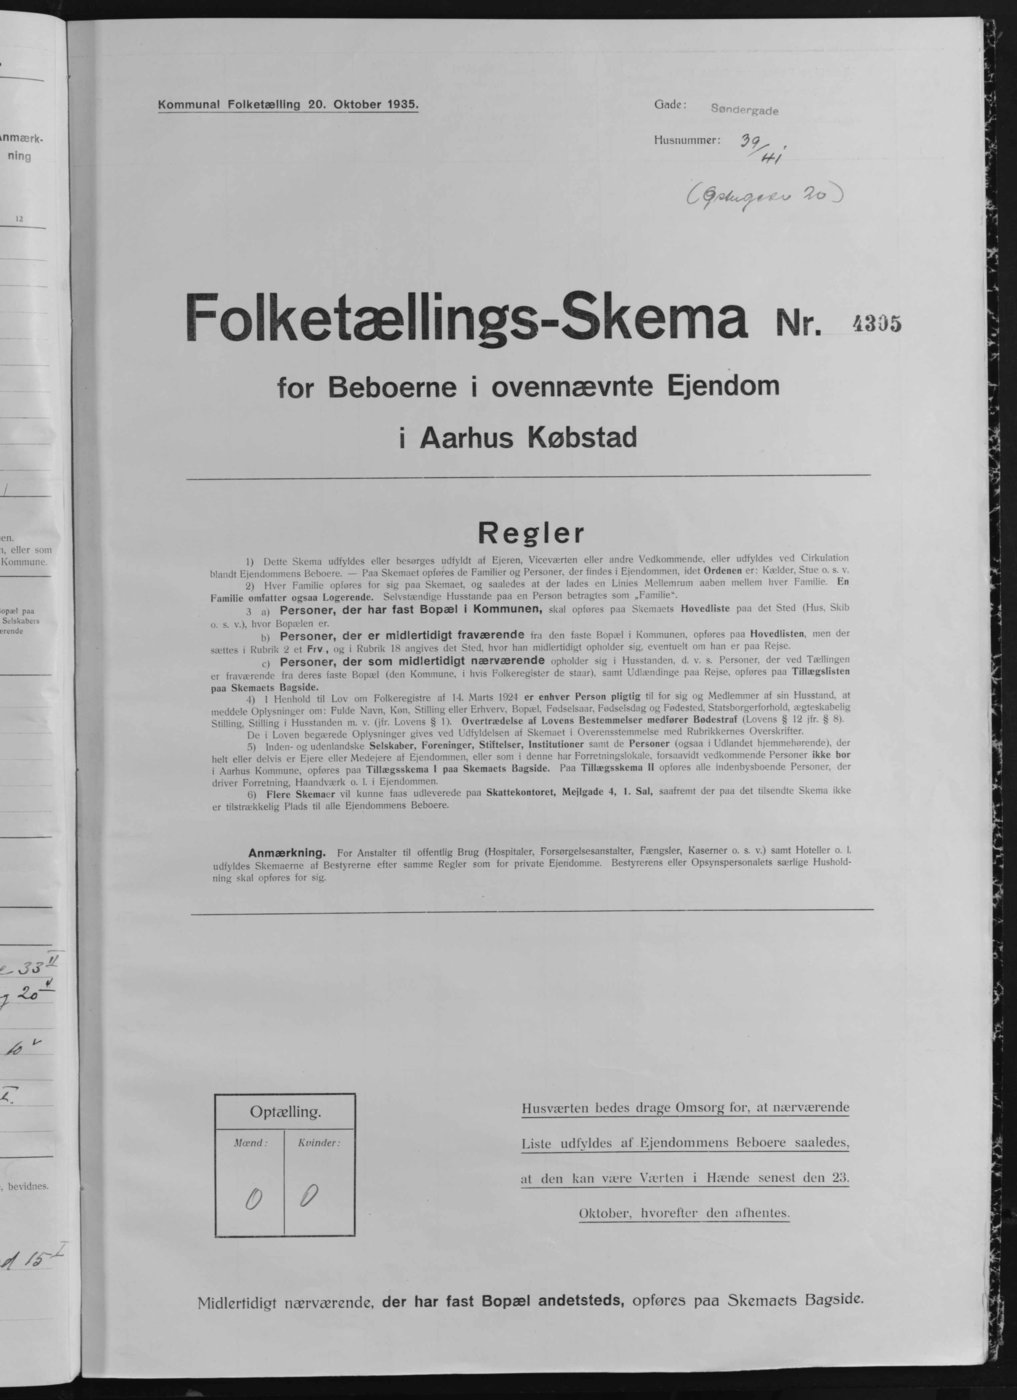 Anmærk-
ning
12
en.
n, eller som
Kommune.
opæl paa
Selskabers
erende
33 II
20
10 v
I.
, bevidnes.
d 15 I
Kommunal Folketælling 20. Oktober 1935.
Gade: Søndergade
Husnummer: 39/41
20)
Folketællings-Skema Nr. 4305
for Beboerne i ovennævnte Ejendom
i Aarhus Købstad
Regler
1) Dette Skema udfyldes eller besørges udfyldt af Ejeren, Viceværten eller andre Vedkommende, eller udfyldes ved Cirkulation
blandt Ejendommens Beboere. — Paa Skemaet opføres de Familier og Personer, der findes i Ejendommen, idet Ordenen er: Kælder, Stue o. s. v.
2) Hver Familie opføres for sig paa Skemaet, og saaledes at der lades en Linies Mellemrum aaben mellem hver Familie. En
Familie omfatter ogsaa Logerende. Selvstændige Husstande paa en Person betragtes som „Familie“.
3 a) Personer, der har fast Bopæl i Kommunen, skal opføres paa Skemaets Hovedliste paa det Sted (Hus, Skib
o. s. v.), hvor Bopælen er.
b) Personer, der er midlertidigt fraværende fra den faste Bopæl i Kommunen, opføres paa Hovedlisten, men der
sættes i Rubrik 2 et Frv , og i Rubrik 18 angives det Sted, hvor han midlertidigt opholder sig, eventuelt om han er paa Rejse.
c) Personer, der som midlertidigt nærværende opholder sig i Husstanden, d. v. s. Personer, der ved Tællingen
er fraværende fra deres faste Bopæl (den Kommune, i hvis Folkeregister de staar), samt Udlændinge paa Rejse, opføres paa Tillægslisten
paa Skemaets Bagside.
4) I Henhold til Lov om Folkeregistre af 14. Marts 1924 er enhver Person pligtig til for sig og Medlemmer af sin Husstand, at
meddele Oplysninger om: Fulde Navn, Køn, Stilling eller Erhverv, Bopæl, Fødselsaar, Fødselsdag og Fødested, Statsborgerforhold, ægteskabelig
Stilling, Stilling i Husstanden m. v. (jfr. Lovens § 1). Overtrædelse af Lovens Bestemmelser medfører Bødestraf (Lovens § 12 jfr. § 8).
De i Loven begærede Oplysninger gives ved Udfyldelsen af Skemaet i Overensstemmelse med Rubrikkernes Overskrifter.
5) Inden- og udenlandske Selskaber, Foreninger, Stiftelser, Institutioner samt de Personer (ogsaa i Udlandet hjemmehørende), der
helt eller delvis er Ejere eller Medejere af Ejendommen, eller som i denne har Forretningslokale, forsaavidt vedkommende Personer ikke bor
i Aarhus Kommune, opføres paa Tillægsskema I paa Skemaets Bagside. Paa Tillægsskema II opføres alle indenbysboende Personer, der
driver Forretning, Haandværk o. l. i Ejendommen.
6) Flere Skemaer vil kunne faas udleverede paa Skattekontoret, Mejlgade 4, 1. Sal, saafremt der paa det tilsendte Skema ikke
er tilstrækkelig Plads til alle Ejendommens Beboere.
Anmærkning. For Anstalter til offentlig Brug (Hospitaler, Forsørgelsesanstalter, Fængsler, Kaserner o. s. v.) samt Hoteller o. l.
udfyldes Skemaerne af Bestyrerne efter samme Regler som for private Ejendomme. Bestyrerens eller Opsynspersonalets særlige Hushold-
ning skal opføres for sig.
Optælling.
Mænd: Kvinder:
0 0
Husværten bedes drage Omsorg for, at nærværende
Liste udfyldes af Ejendommens Beboere saaledes,
at den kan være Værten i Hænde senest den 23.
Oktober, hvorefter den afhentes.
Midlertidigt nærværende, der har fast Bopæl andetsteds, opføres paa Skemaets Bagside.